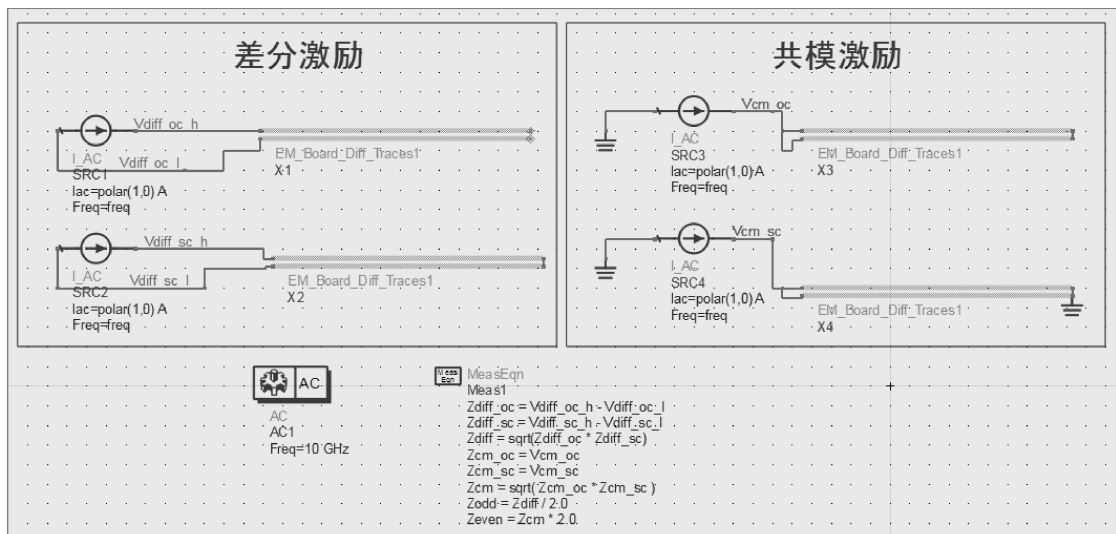 差分激励
共模激励
Vdiff_oc_h
I_AC
Vdiff_oc_l
SRC1
Iac=polar(1,0) A
Freq=freq
EM_Board_Diff_Traces1
X1
Vcm_oc
I_AC
SRC3
Iac=polar(1,0) A
Freq=freq
EM_Board_Diff_Traces1
X3
Vdiff_sc_h
I_AC
Vdiff_sc_l
SRC2
Iac=polar(1,0) A
Freq=freq
EM_Board_Diff_Traces1
X2
Vcm_sc
I_AC
SRC4
Iac=polar(1,0) A
Freq=freq
EM_Board_Diff_Traces1
X4
AC
AC
AC1
Freq=10 GHz
Meas
Eqn
MeasEqn
Meas1
Zdiff_oc = Vdiff_oc_h - Vdiff_oc_l
Zdiff_sc = Vdiff_sc_h - Vdiff_sc_l
Zdiff = sqrt(Zdiff_oc * Zdiff_sc)
Zcm_oc = Vcm_oc
Zcm_sc = Vcm_sc
Zcm = sqrt( Zcm_oc * Zcm_sc )
Zodd = Zdiff / 2.0
Zeven = Zcm * 2.0